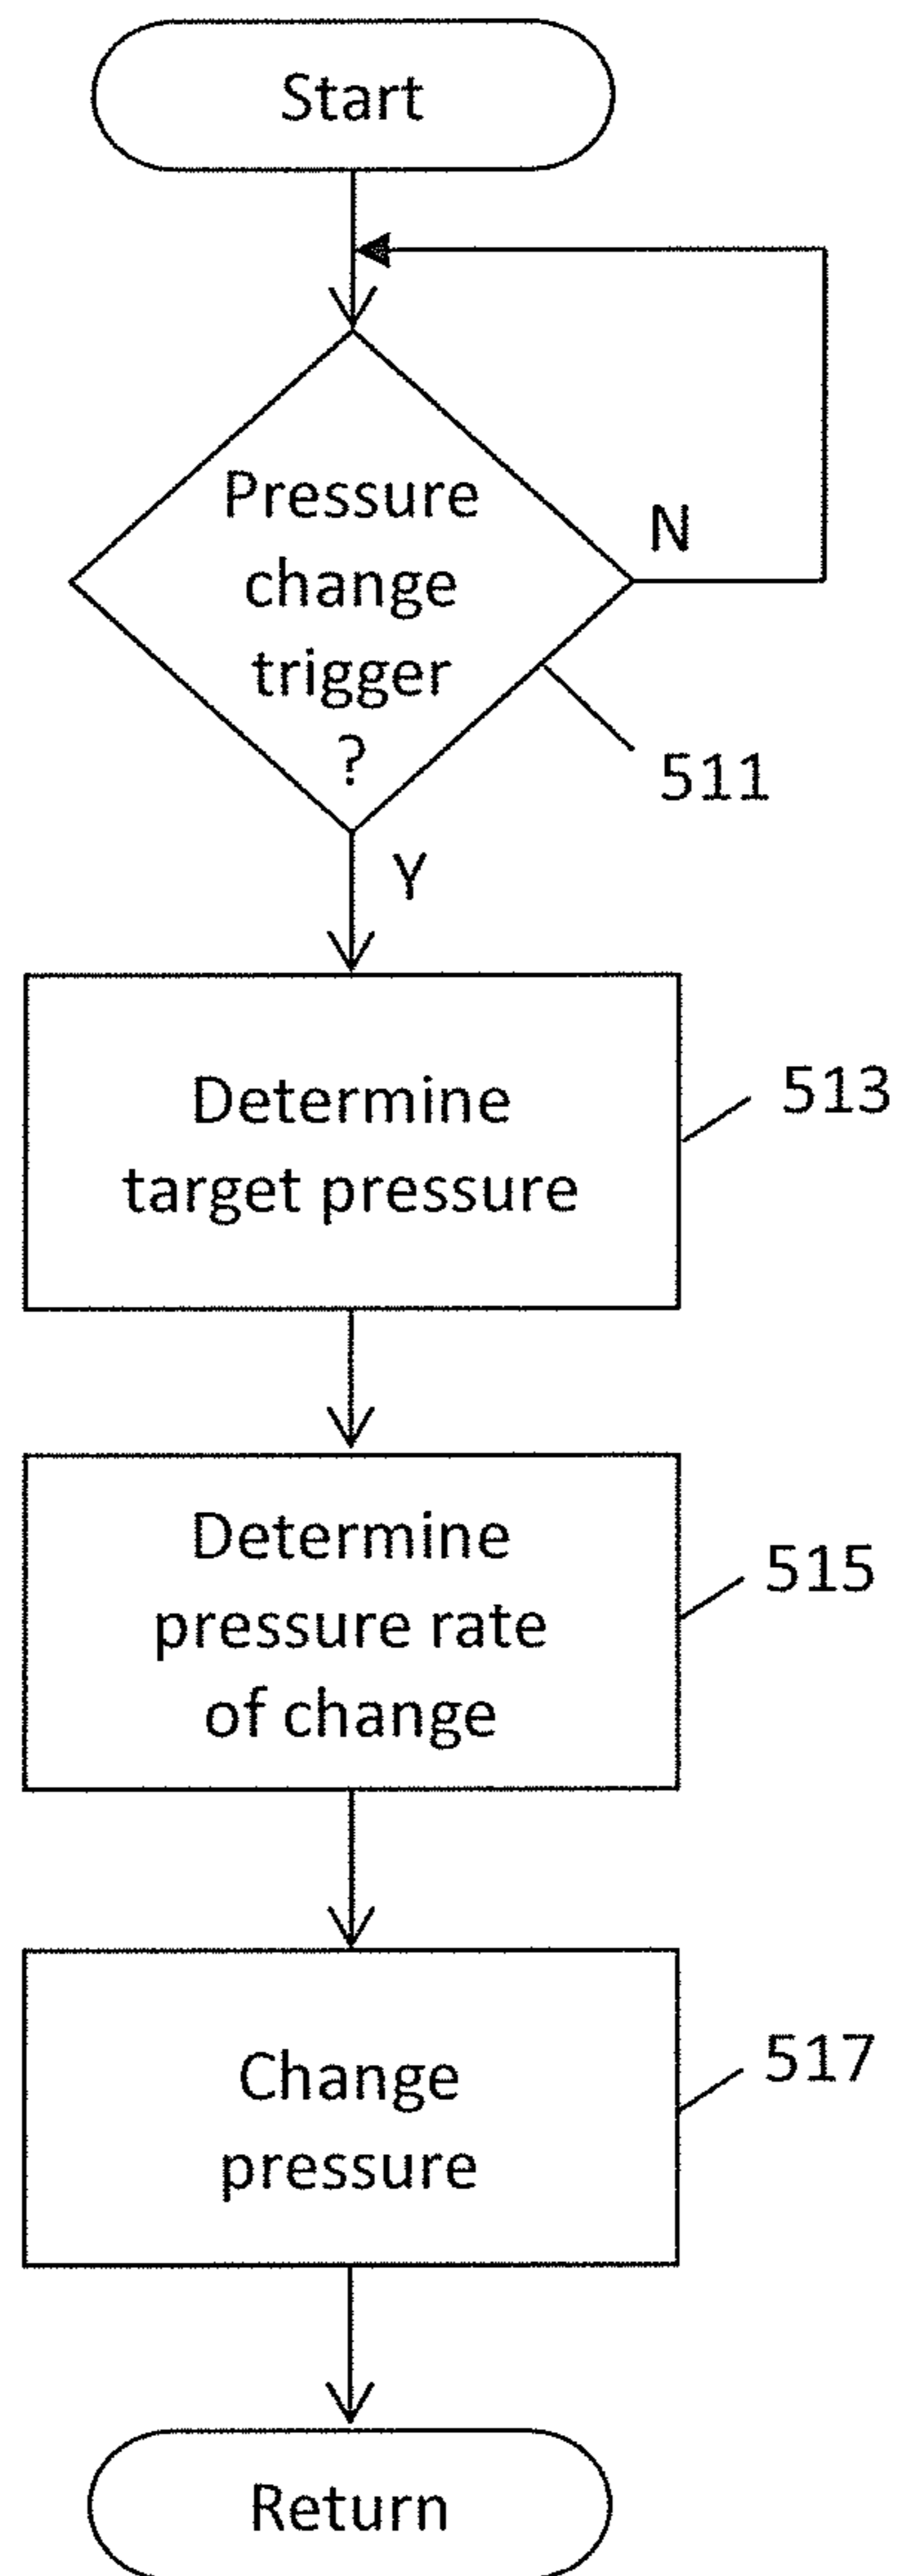 Start
Pressure
change
trigger
?
N
511
Y
Determine
target pressure
513
Determine
pressure rate
of change
515
Change
pressure
517
Return